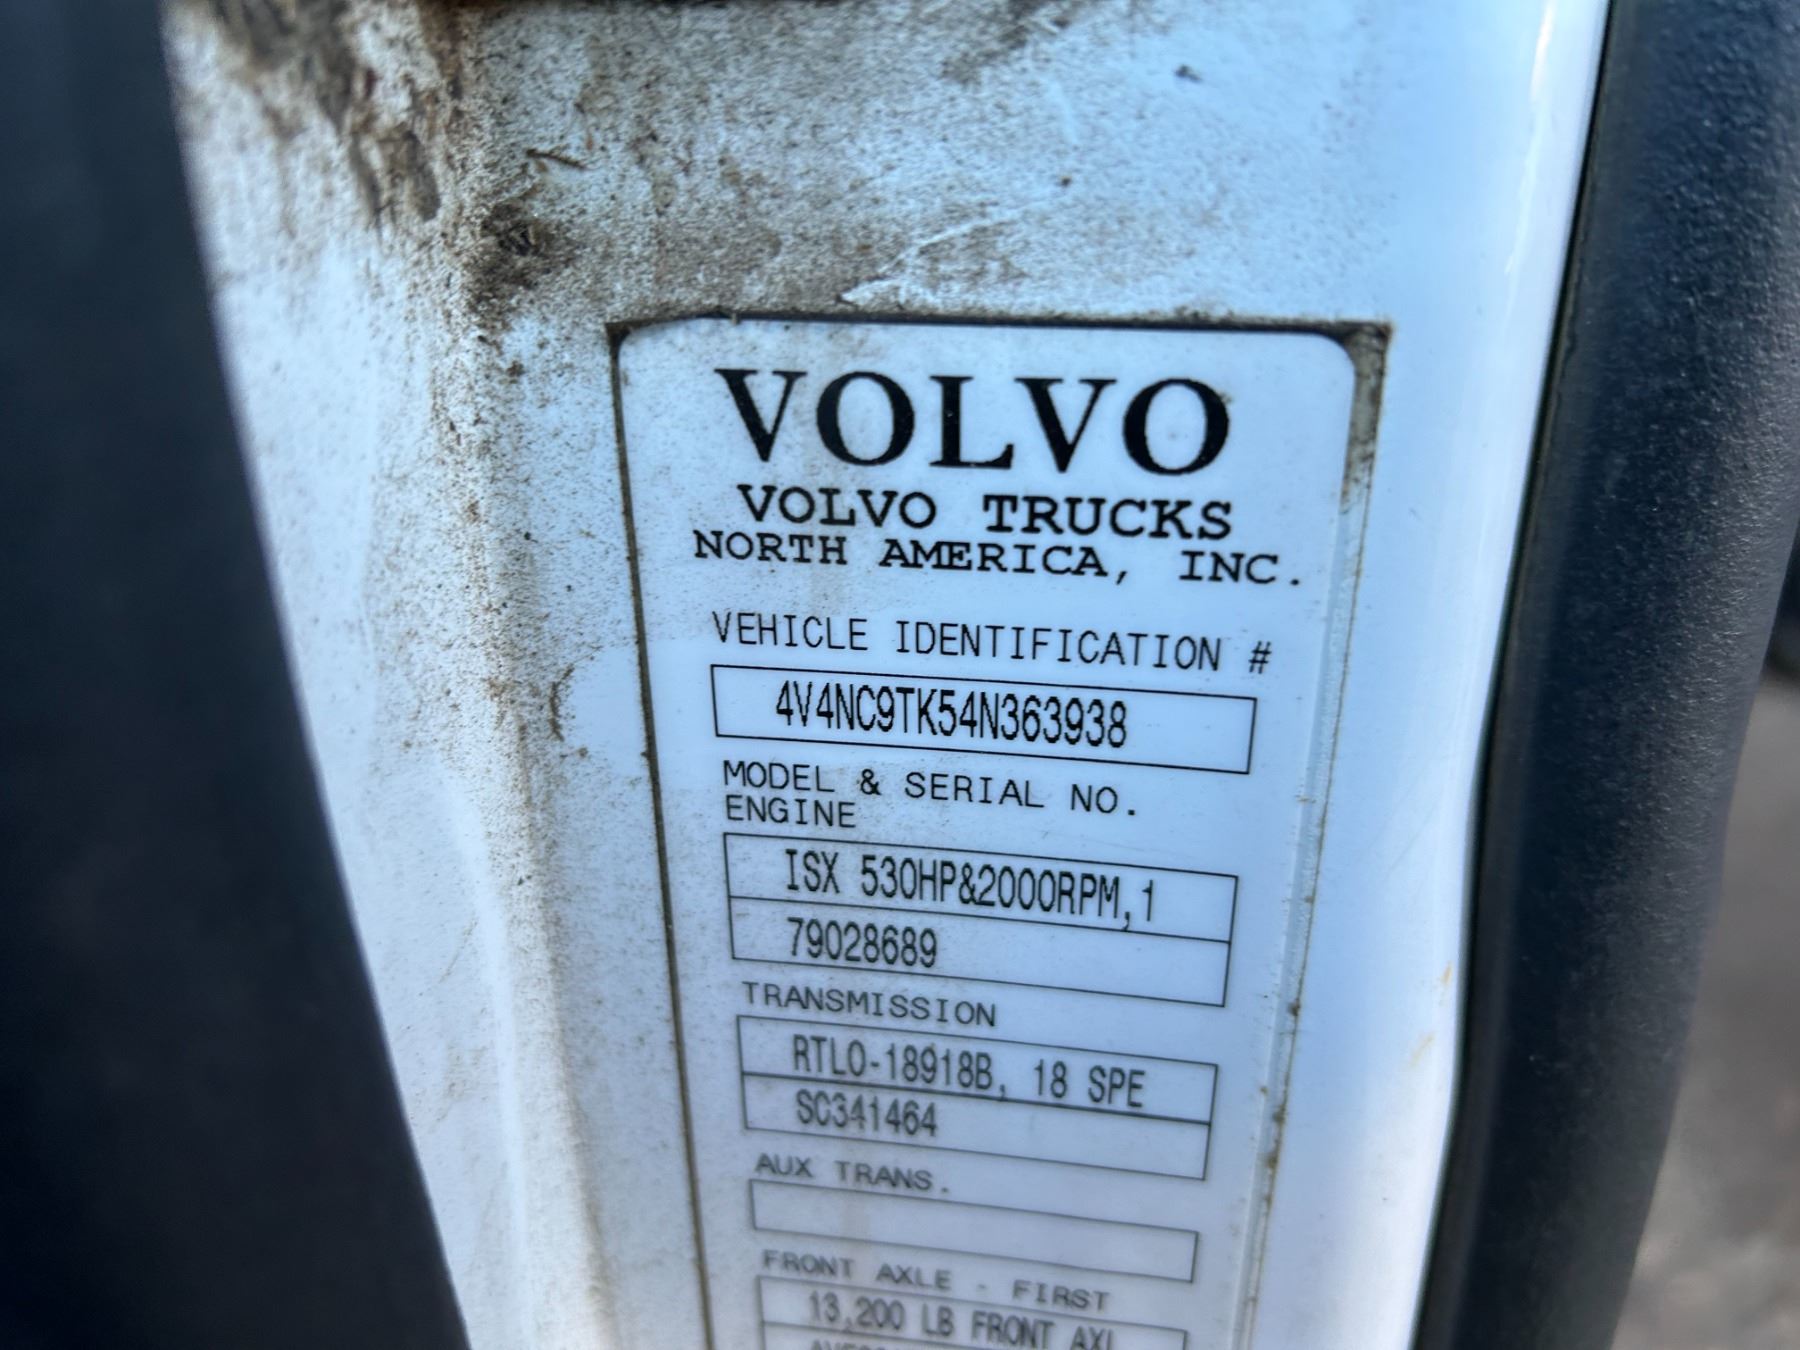 VOLVO
VOLVO TRUCKS
NORTH AMERICA, INC.
VEHICLE IDENTIFICATION #
4V4NC9TK54N363938
MODEL & SERIAL NO.
ENGINE
ISX 530HP&2000RPM,1
79028689
TRANSMISSION
RTLO-18918B, 18 SPE
SC341464
AUX TRANS.
FRONT AXLE - FIRST
13,200 LB FRONT AXL